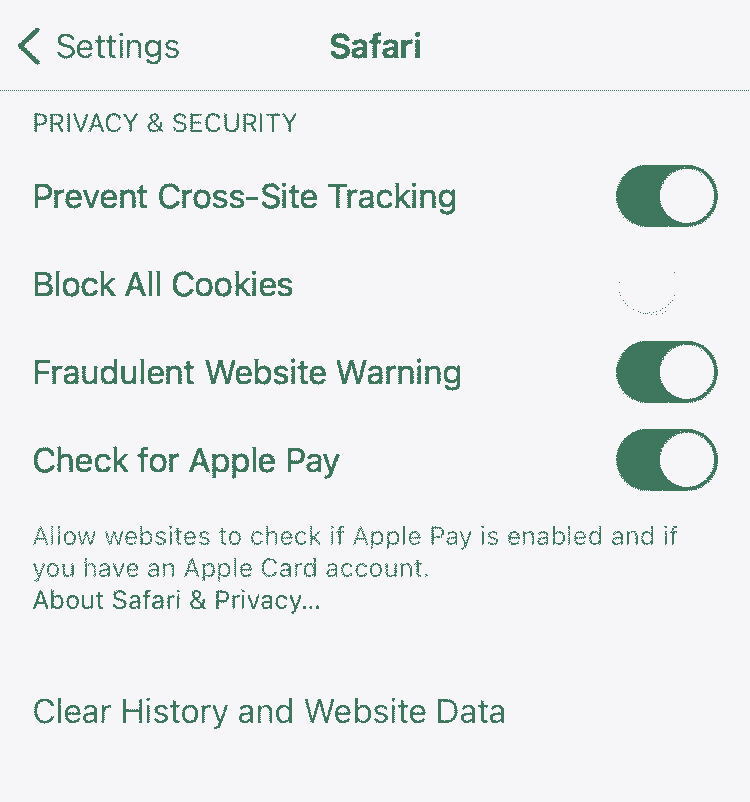 Settings Safari
PRIVACY & SECURITY
Prevent Cross-Site Tracking
Block All Cookies
Fraudulent Website Warning
Check for Apple Pay
Allow websites to check if Apple Pay is enabled and if
you have an Apple Card account.
About Safari & Privacy...
Clear History and Website Data